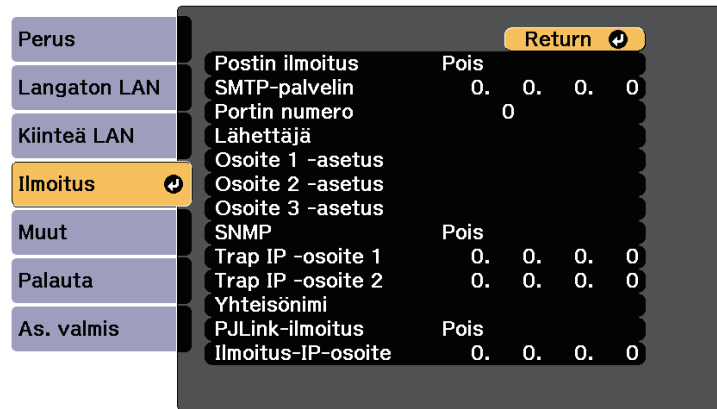 Perus
Langaton LAN
Kiinteä LAN
Ilmoitus
Muut
Palauta
As. valmis
Return
Postin ilmoitus Pois
SMTP-palvelin 0. 0. 0. 0
Portin numero 0
Lähettäjä
Osoite 1 -asetus
Osoite 2 -asetus
Osoite 3 -asetus
SNMP Pois
Trap IP -osoite 1 0. 0. 0. 0
Trap IP -osoite 2 0. 0. 0. 0
Yhteisönimi
PJLink-ilmoitus Pois
Ilmoitus-IP-osoite 0. 0. 0. 0